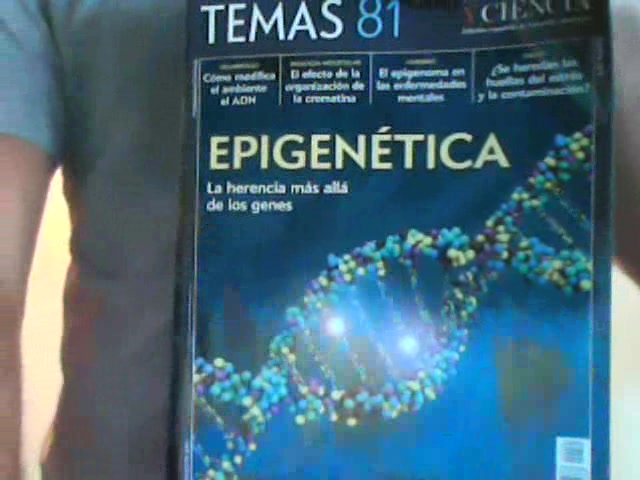 TEMAS 81
Y CIENCIA
Cómo modifica
el ambiente
el ADN
El efecto de la
organización de
la cromatina
El epigenoma en
las enfermedades
mentales
¿Se heredan las
huellas del estrés
y la contaminación?
EPIGENÉTICA
La herencia más allá
de los genes